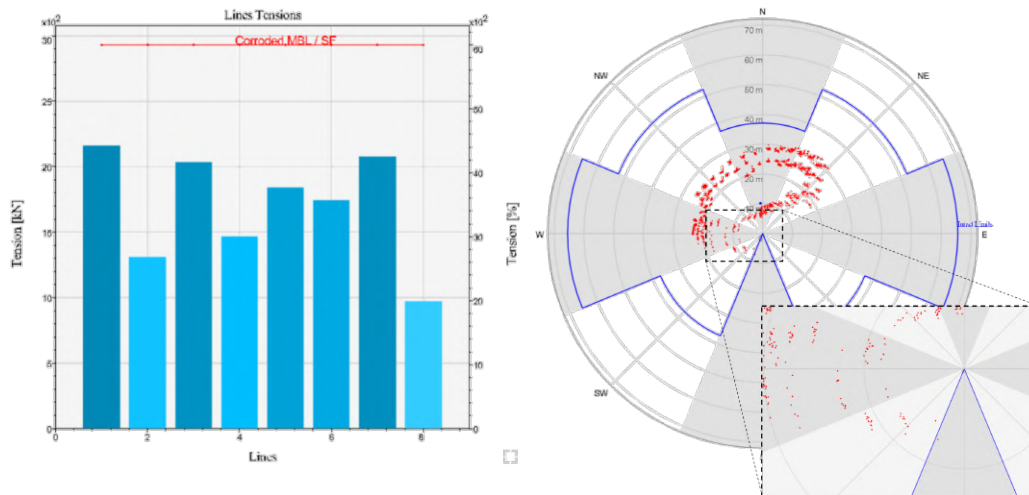 Lines Tensions
x10²
x10²
Corroded,MBL / SF
30
25
20
15
10
5
0
60
50
40
30
20
10
0
Tension [kN]
Tension [%]
0
2
4
6
8
Lines
N
NE
E
SW
W
NW
70 m
60 m
50 m
40 m
30 m
20 m